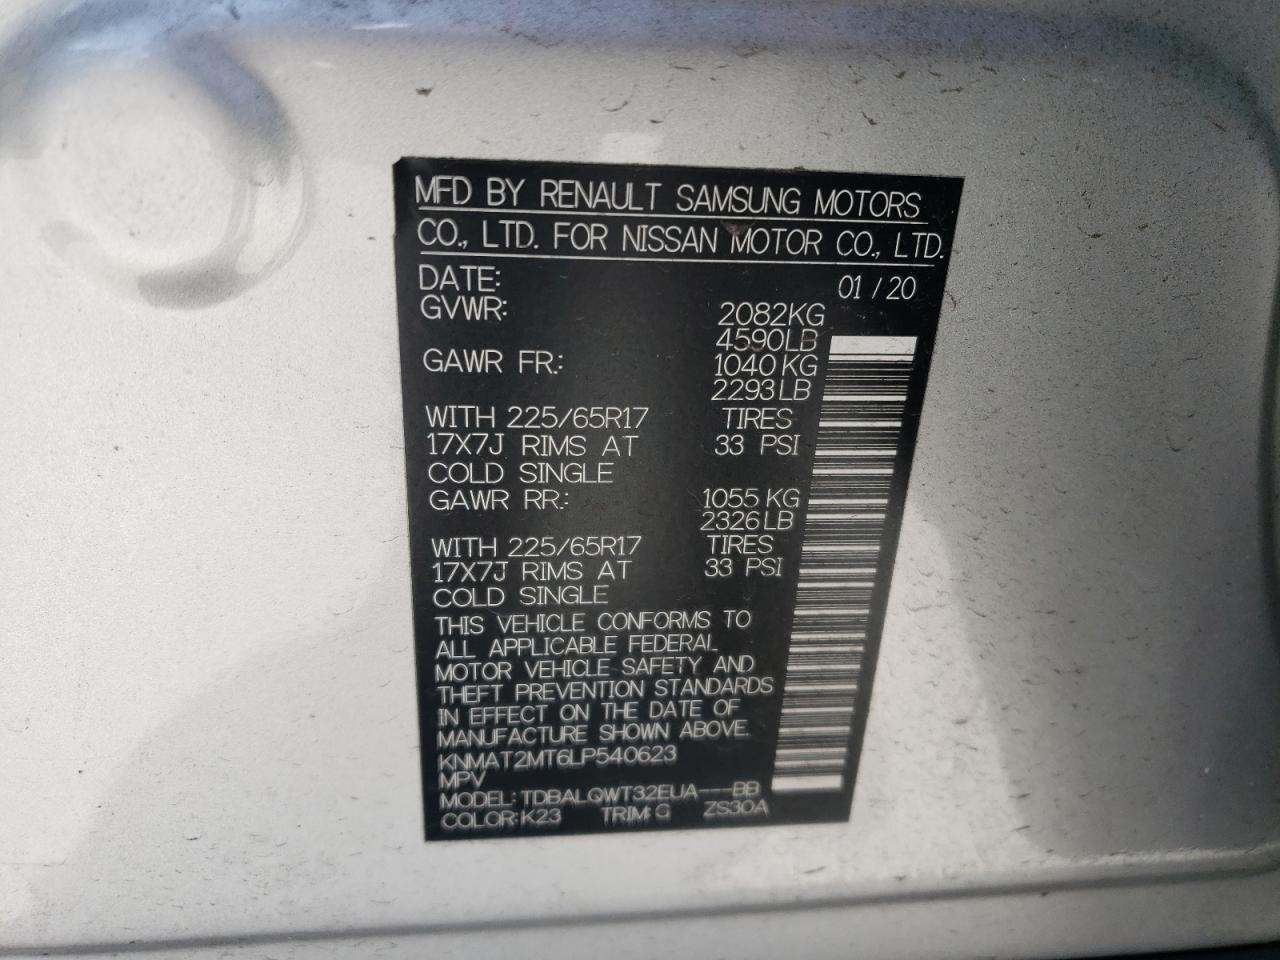 MFD BY RENAULT SAMSUNG MOTORS
CO., LTD. FOR NISSAN MOTOR CO., LTD.
DATE: 01 / 20
GVWR: 2082KG
4590LB
GAWR FR.: 1040 KG
2293 LB
WITH 225/65R17 TIRES
17X7J RIMS AT 33 PSI
COLD SINGLE
GAWR RR.: 1055 KG
2326 LB
WITH 225/65R17 TIRES
17X7J RIMS AT 33 PSI
COLD SINGLE
THIS VEHICLE CONFORMS TO
ALL APPLICABLE FEDERAL
MOTOR VEHICLE SAFETY AND
THEFT PREVENTION STANDARDS
IN EFFECT ON THE DATE OF
MANUFACTURE SHOWN ABOVE.
KNMAT2MT6LP540623
MPV
MODEL: TDBALQWT32EUA---BB
COLOR: K23 TRIM: G ZS30A